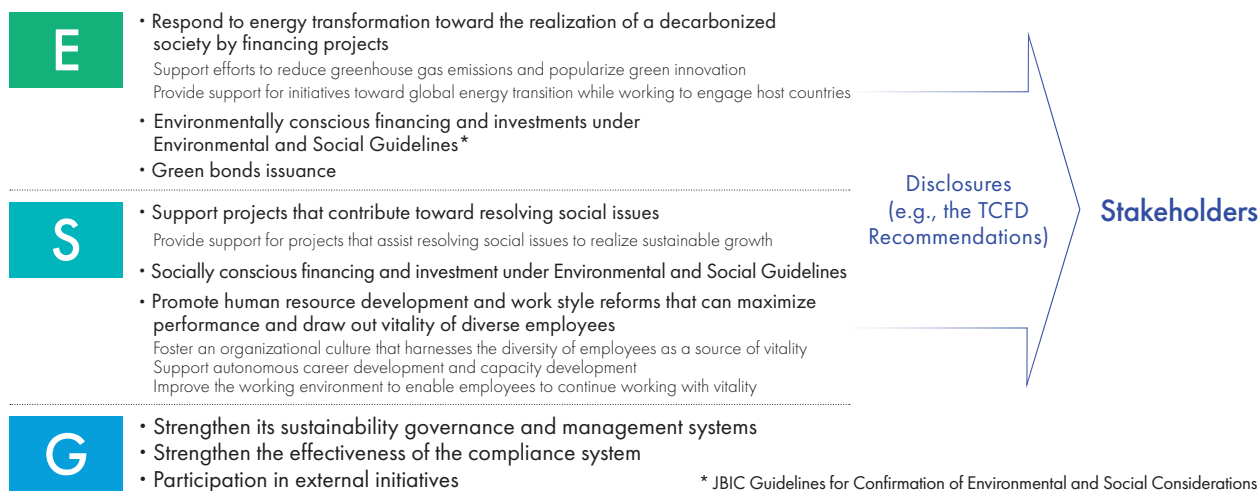 E
・Respond to energy transformation toward the realization of a decarbonized
society by financing projects
Support efforts to reduce greenhouse gas emissions and popularize green innovation
Provide support for initiatives toward global energy transition while working to engage host countries
・Environmentally conscious financing and investments under
Environmental and Social Guidelines*
・Green bonds issuance
S
・Support projects that contribute toward resolving social issues
Provide support for projects that assist resolving social issues to realize sustainable growth
・Socially conscious financing and investment under Environmental and Social Guidelines
・Promote human resource development and work style reforms that can maximize
performance and draw out vitality of diverse employees
Foster an organizational culture that harnesses the diversity of employees as a source of vitality
Support autonomous career development and capacity development
Improve the working environment to enable employees to continue working with vitality
G
・Strengthen its sustainability governance and management systems
・Strengthen the effectiveness of the compliance system
・Participation in external initiatives
Disclosures
(e.g., the TCFD
Recommendations)
Stakeholders
* JBIC Guidelines for Confirmation of Environmental and Social Considerations